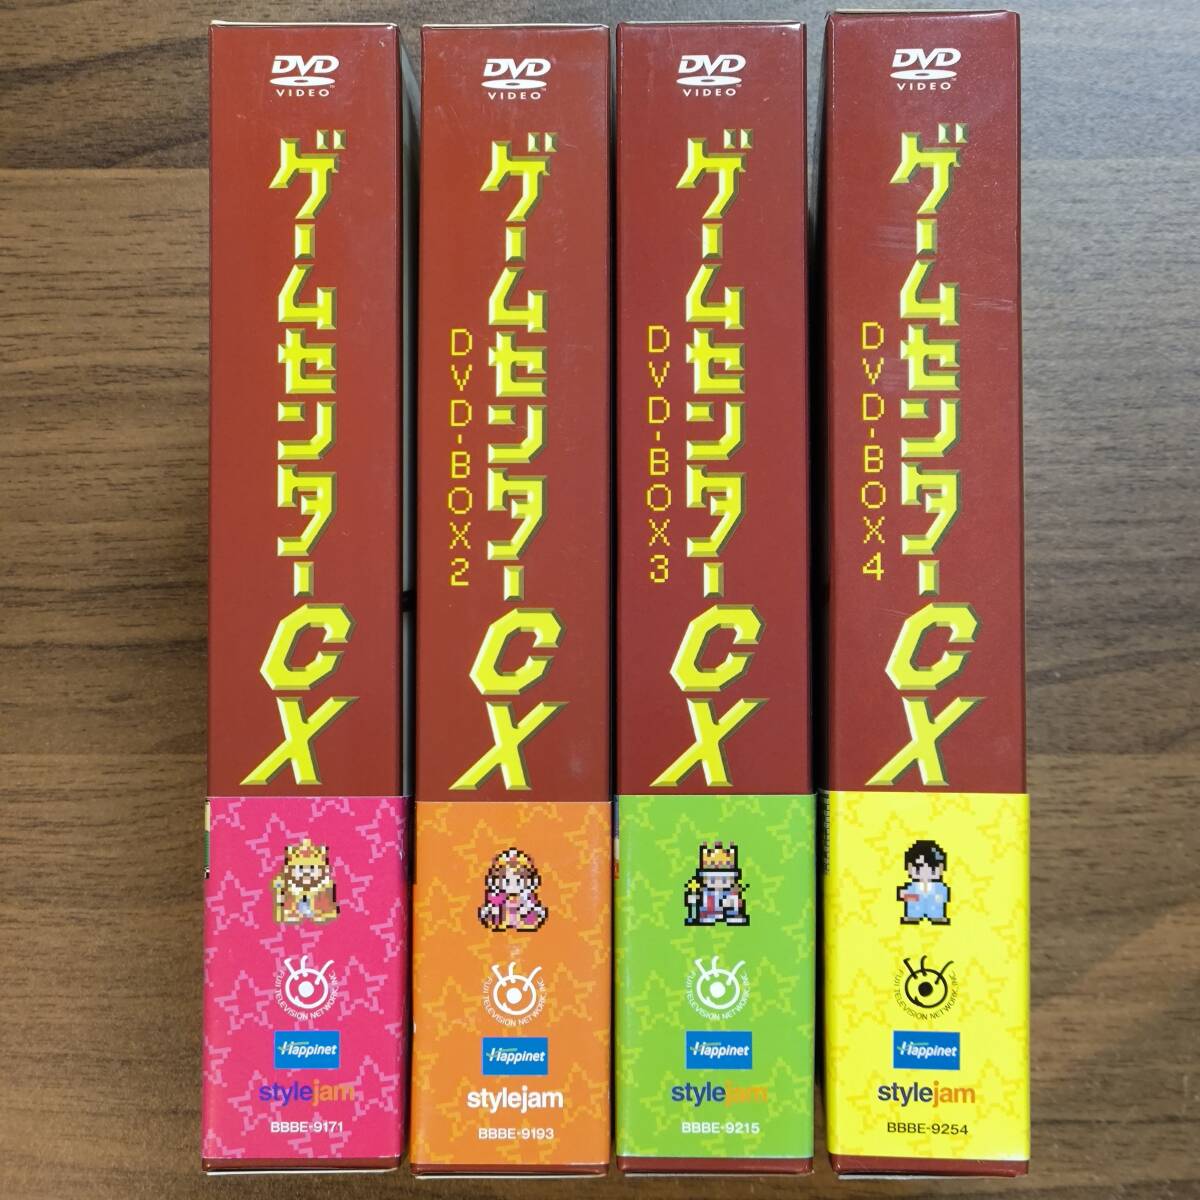 DVD
VIDEO™
ゲームセンターCX
FUJI TELEVISION NETWORK, INC.
Happinet
stylejam
BBBE-9171
DVD
VIDEO™
ゲームセンターCX
DVD-BOX2
FUJI TELEVISION NETWORK, INC.
Happinet
stylejam
BBBE-9193
DVD
VIDEO™
ゲームセンターCX
DVD-BOX3
FUJI TELEVISION NETWORK, INC.
Happinet
stylejam
BBBE-9215
DVD
VIDEO™
ゲームセンターCX
DVD-BOX4
FUJI TELEVISION NETWORK, INC.
Happinet
stylejam
BBBE-9254